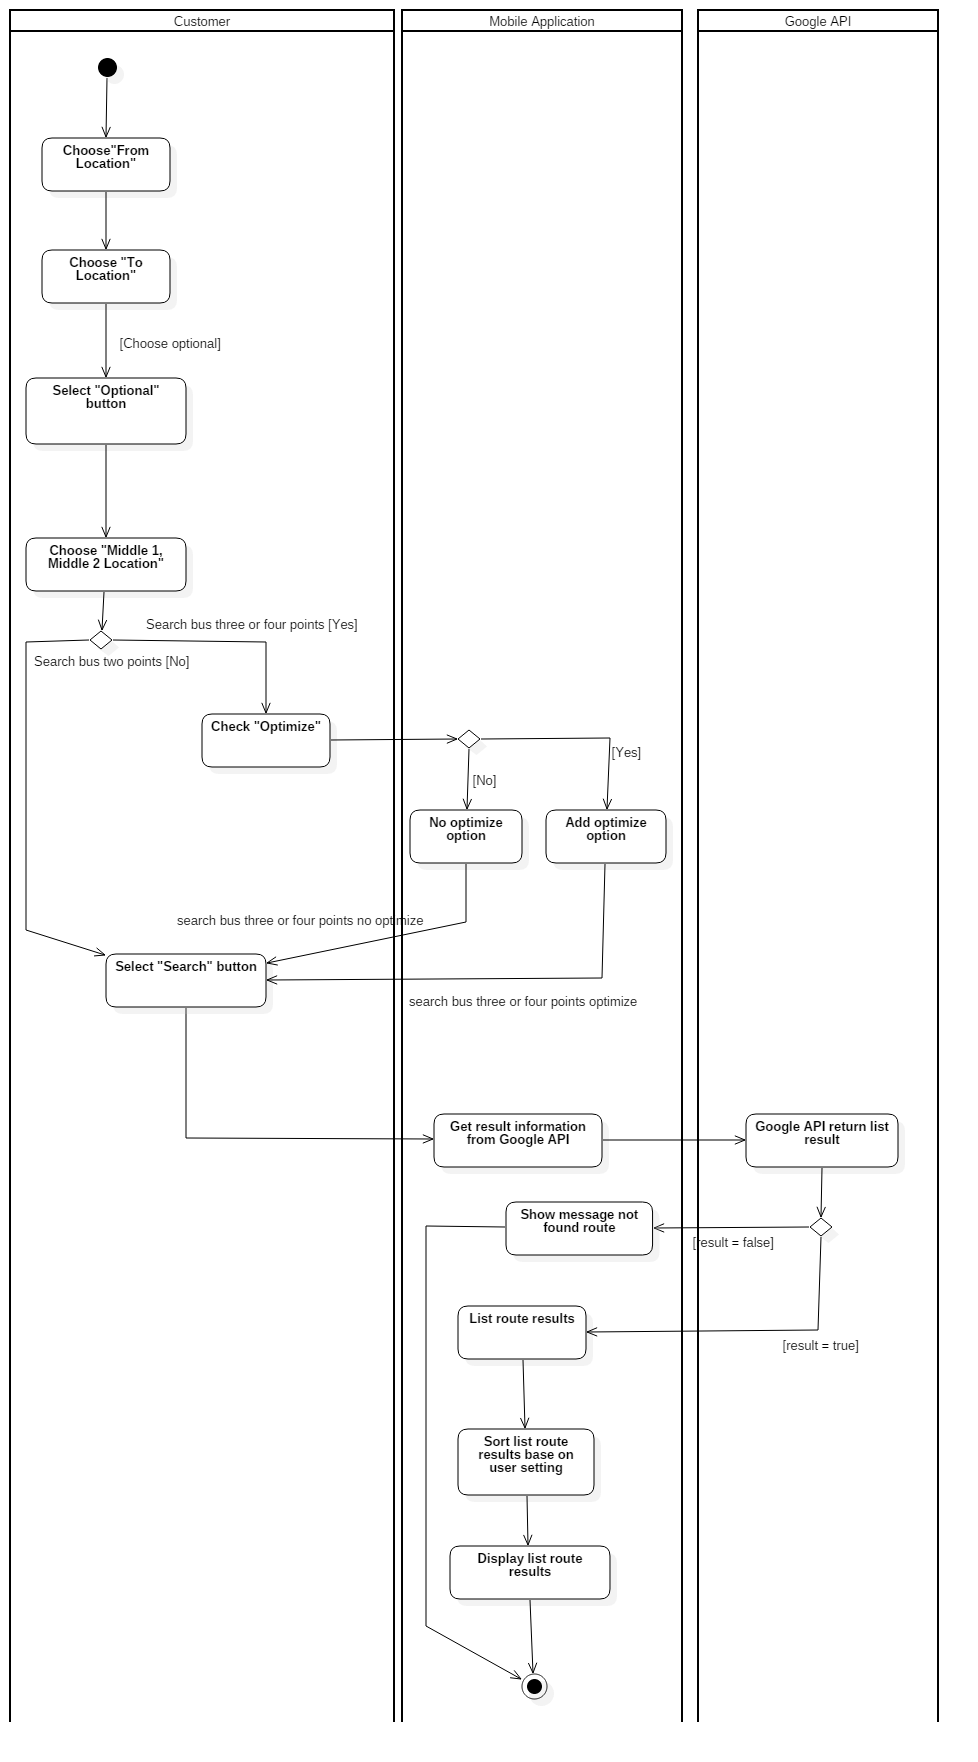 Customer
Mobile Application
Google API
Choose"From
Location"
Choose "To
Location"
[Choose optional]
Select "Optional"
button
Choose "Middle 1,
Middle 2 Location"
Search bus three or four points [Yes]
Search bus two points [No]
Check "Optimize"
[Yes]
[No]
No optimize
option
Add optimize
option
search bus three or four points no optimize
Select "Search" button
search bus three or four points optimize
Get result information
from Google API
Google API return list
result
Show message not
found route
[result = false]
List route results
[result = true]
Sort list route
results base on
user setting
Display list route
results